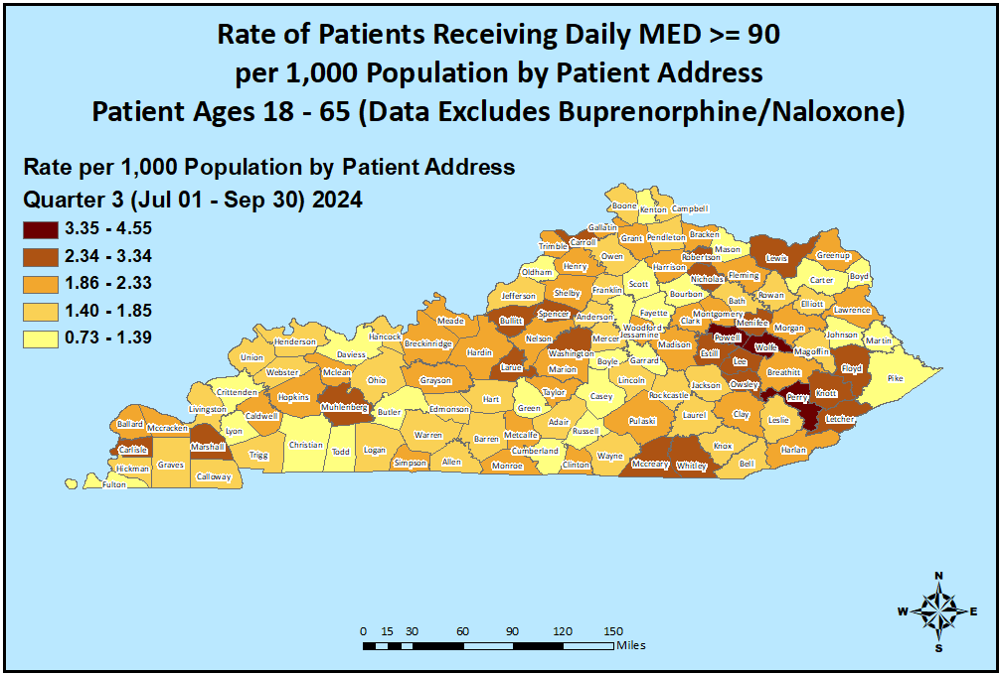 Rate of Patients Receiving Daily MED >= 90
per 1,000 Population by Patient Address
Patient Ages 18 - 65 (Data Excludes Buprenorphine/Naloxone)
Rate per 1,000 Population by Patient Address
Quarter 3 (Jul 01 - Sep 30) 2024
3.35 - 4.55
2.34 - 3.34
1.86 - 2.33
1.40 - 1.85
0.73 - 1.39
Boone
Kenton
Campbell
Gallatin
Trimble
Carroll
Grant
Pendleton
Bracken
Mason
Owen
Robertson
Lewis
Greenup
Oldham
Henry
Harrison
Nicholas
Fleming
Carter
Boyd
Jefferson
Shelby
Franklin
Scott
Bourbon
Bath
Rowan
Elliott
Lawrence
Meade
Bullitt
Spencer
Anderson
Woodford
Fayette
Clark
Montgomery
Menifee
Morgan
Johnson
Martin
Hancock
Henderson
Daviess
Breckinridge
Hardin
Nelson
Washington
Mercer
Jessamine
Madison
Estill
Powell
Wolfe
Magoffin
Union
Webster
Mclean
Ohio
Grayson
Larue
Marion
Boyle
Garrard
Lee
Breathitt
Floyd
Pike
Crittenden
Hopkins
Muhlenberg
Butler
Edmonson
Hart
Green
Taylor
Casey
Lincoln
Rockcastle
Jackson
Owsley
Perry
Knott
Livingston
Lyon
Caldwell
Christian
Todd
Logan
Warren
Barren
Metcalfe
Adair
Russell
Pulaski
Laurel
Clay
Leslie
Letcher
Ballard
Mccracken
Carlisle
Graves
Marshall
Trigg
Simpson
Allen
Monroe
Cumberland
Clinton
Wayne
Mccreary
Whitley
Knox
Bell
Harlan
Hickman
Fulton
Calloway
N
W
E
S
0 15 30 60 90 120 150
Miles